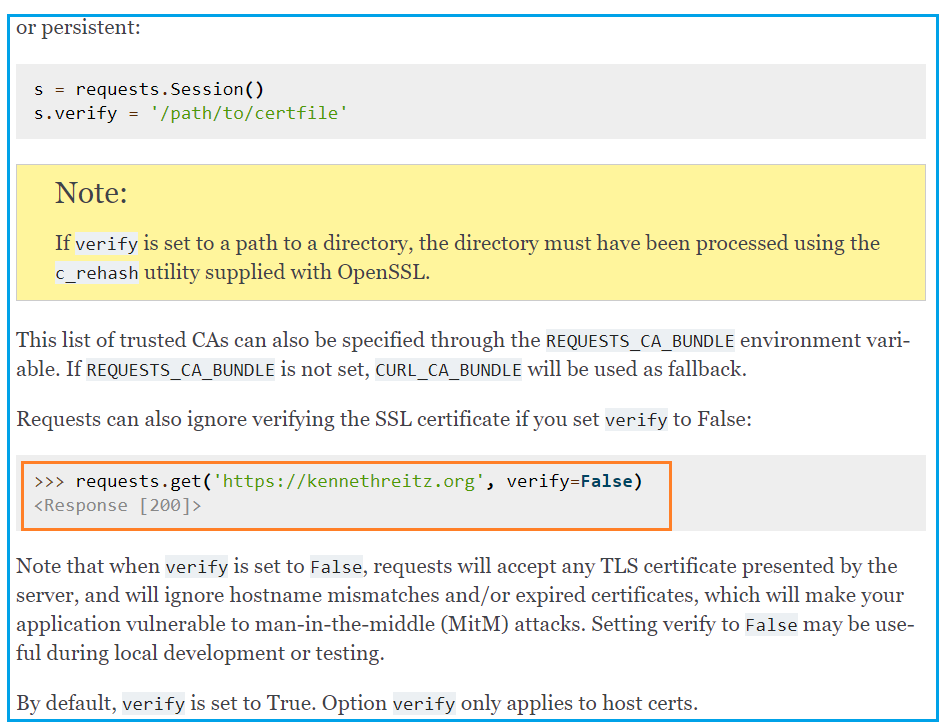 or persistent:
s = requests.Session()
s.verify = '/path/to/certfile'
Note:
If verify is set to a path to a directory, the directory must have been processed using the
c_rehash utility supplied with OpenSSL.
This list of trusted CAs can also be specified through the REQUESTS_CA_BUNDLE environment vari-
able. If REQUESTS_CA_BUNDLE is not set, CURL_CA_BUNDLE will be used as fallback.
Requests can also ignore verifying the SSL certificate if you set verify to False:
>>> requests.get('https://kennethreitz.org', verify=False)
<Response [200]>
Note that when verify is set to False, requests will accept any TLS certificate presented by the
server, and will ignore hostname mismatches and/or expired certificates, which will make your
application vulnerable to man-in-the-middle (MitM) attacks. Setting verify to False may be use-
ful during local development or testing.
By default, verify is set to True. Option verify only applies to host certs.